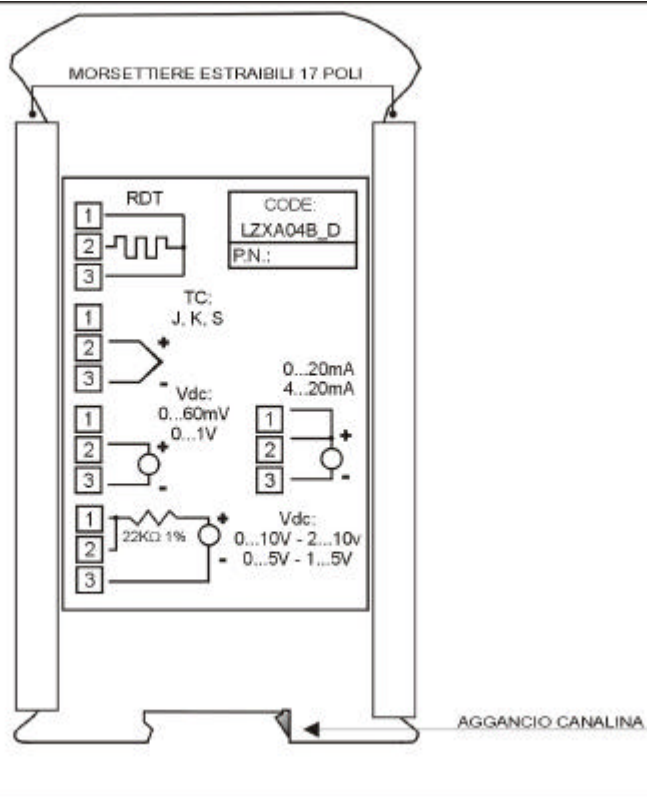 MORSETTIERE ESTRAIBILI 17 POLI
RDT
1
2
3
CODE:
LZXA04B_D
P.N.:
TC:
J, K, S
1
2
3
+
-
Vdc:
0...60mV
0...1V
1
2
3
+
-
0...20mA
4...20mA
1
2
3
+
-
1
2
3
22KΩ 1%
+
-
Vdc:
0...10V - 2...10v
0...5V - 1...5V
AGGANCIO CANALINA